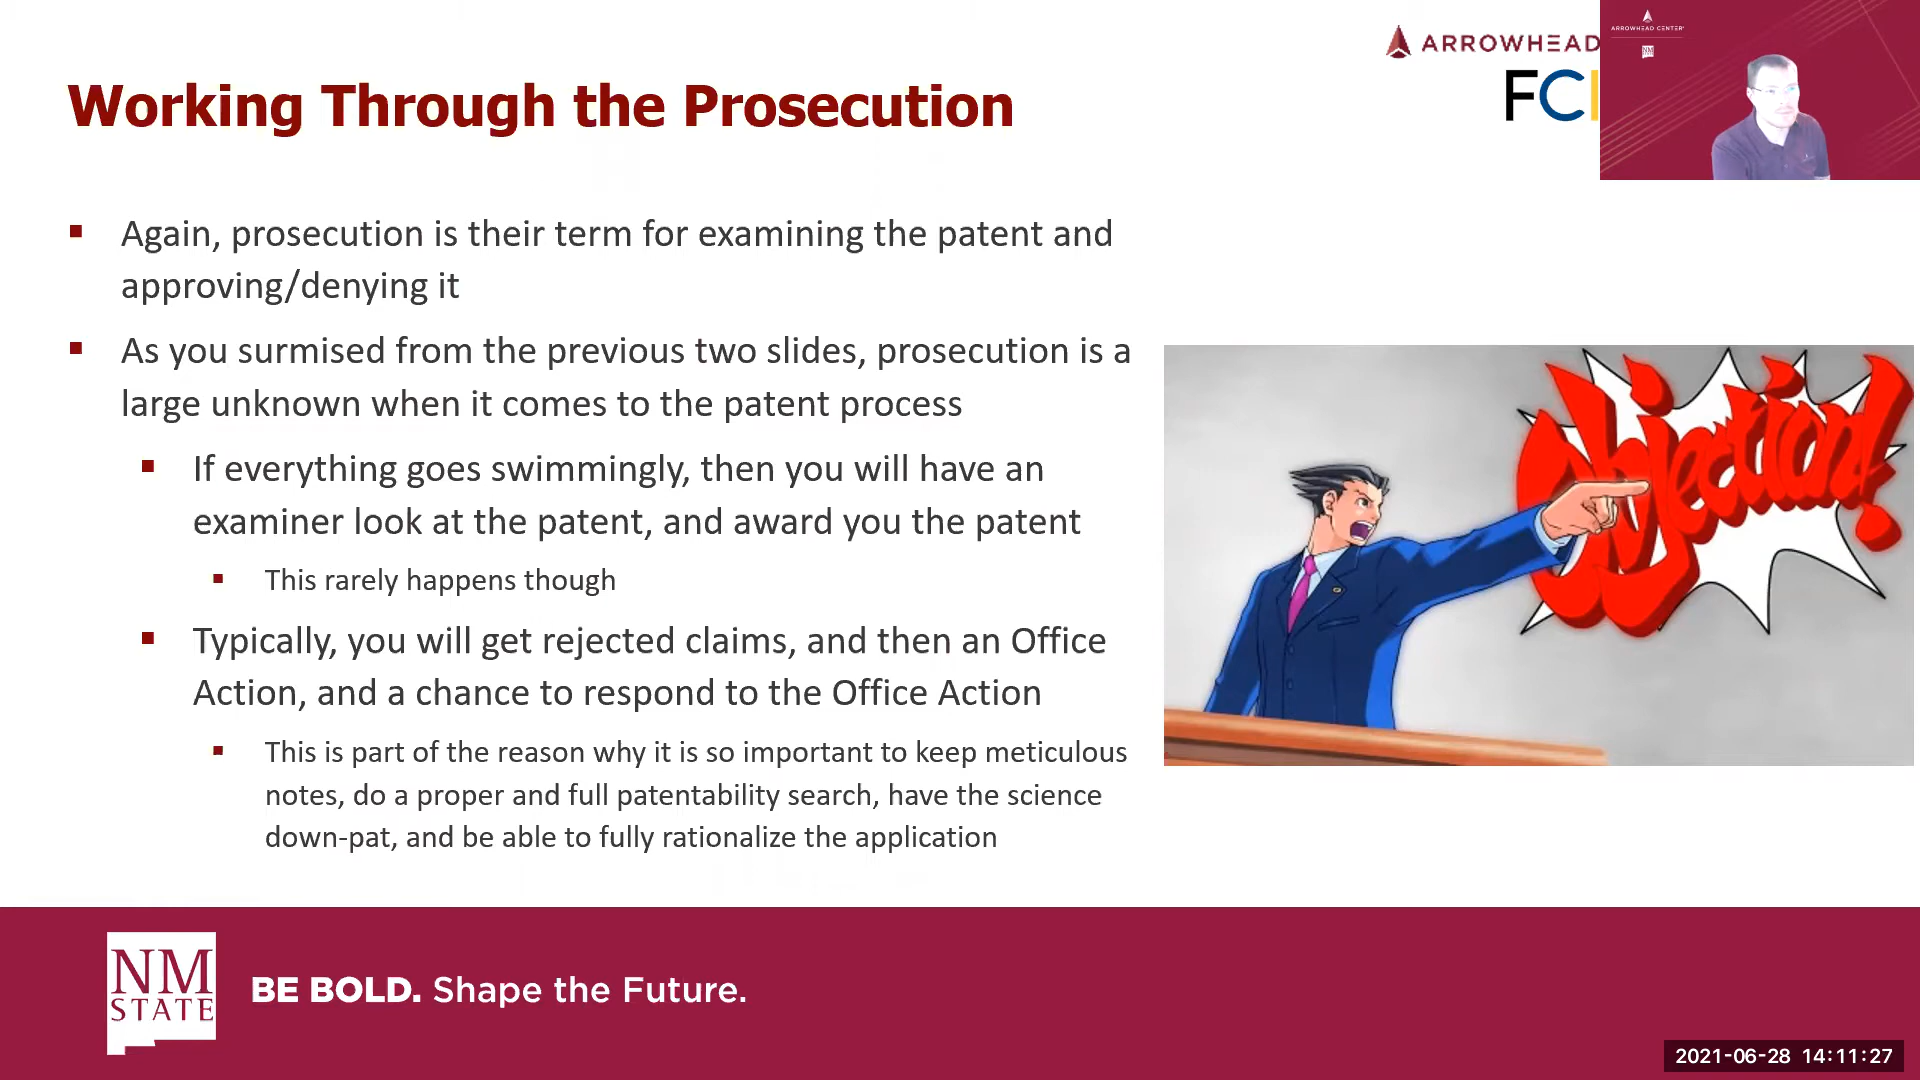 ARROWHEAD
ARROWHEAD CENTER
FCI
Working Through the Prosecution
Again, prosecution is their term for examining the patent and
approving/denying it
As you surmised from the previous two slides, prosecution is a
large unknown when it comes to the patent process
If everything goes swimmingly, then you will have an
examiner look at the patent, and award you the patent
This rarely happens though
Typically, you will get rejected claims, and then an Office
Action, and a chance to respond to the Office Action
This is part of the reason why it is so important to keep meticulous
notes, do a proper and full patentability search, have the science
down-pat, and be able to fully rationalize the application
Objection!
NM
STATE
BE BOLD. Shape the Future.
2021-06-28 14:11:27